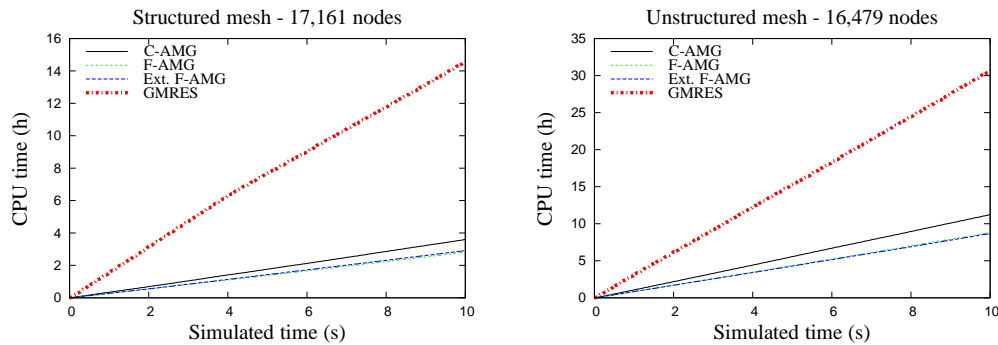 Structured mesh - 17,161 nodes
16
14
12
10
8
6
4
2
0
C-AMG
F-AMG
Ext. F-AMG
GMRES
CPU time (h)
0 2 4 6 8 10
Simulated time (s)
Unstructured mesh - 16,479 nodes
35
30
25
20
15
10
5
0
C-AMG
F-AMG
Ext. F-AMG
GMRES
CPU time (h)
0 2 4 6 8 10
Simulated time (s)